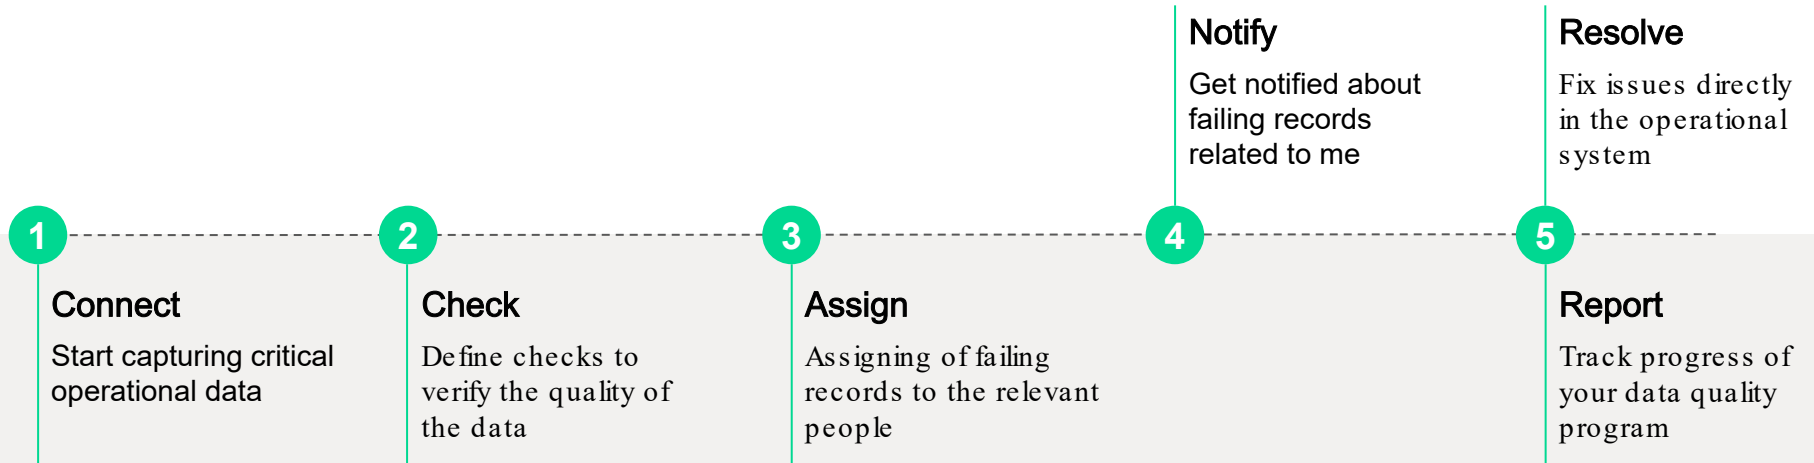 1
Connect
Start capturing critical
operational data
2
Check
Define checks to
verify the quality of
the data
3
Assign
Assigning of failing
records to the relevant
people
4
Notify
Get notified about
failing records
related to me
5
Resolve
Fix issues directly
in the operational
system
Report
Track progress of
your data quality
program